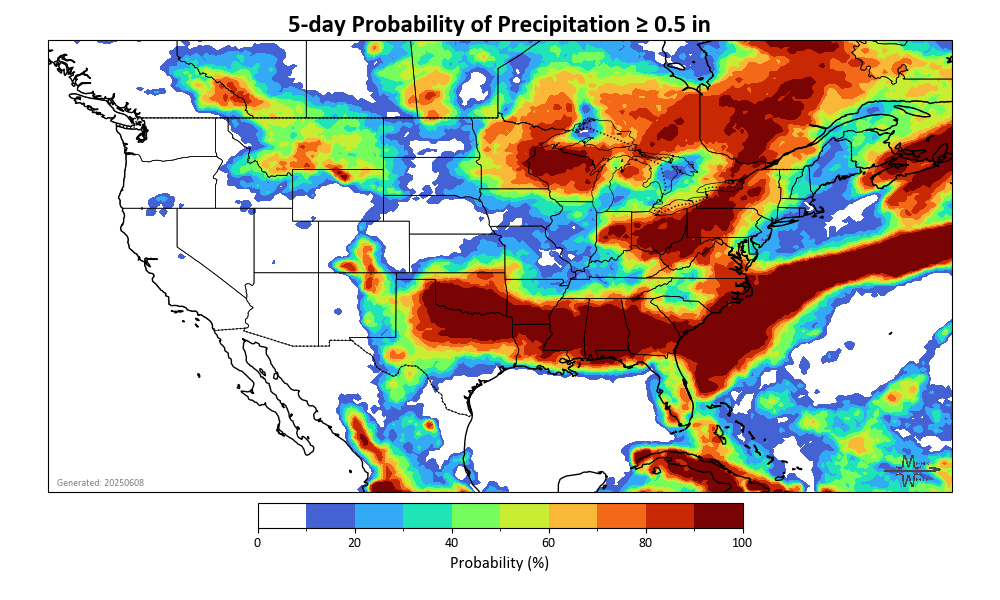 5-day Probability of Precipitation ≥ 0.5 in
Generated: 20250608
0 20 40 60 80 100
Probability (%)